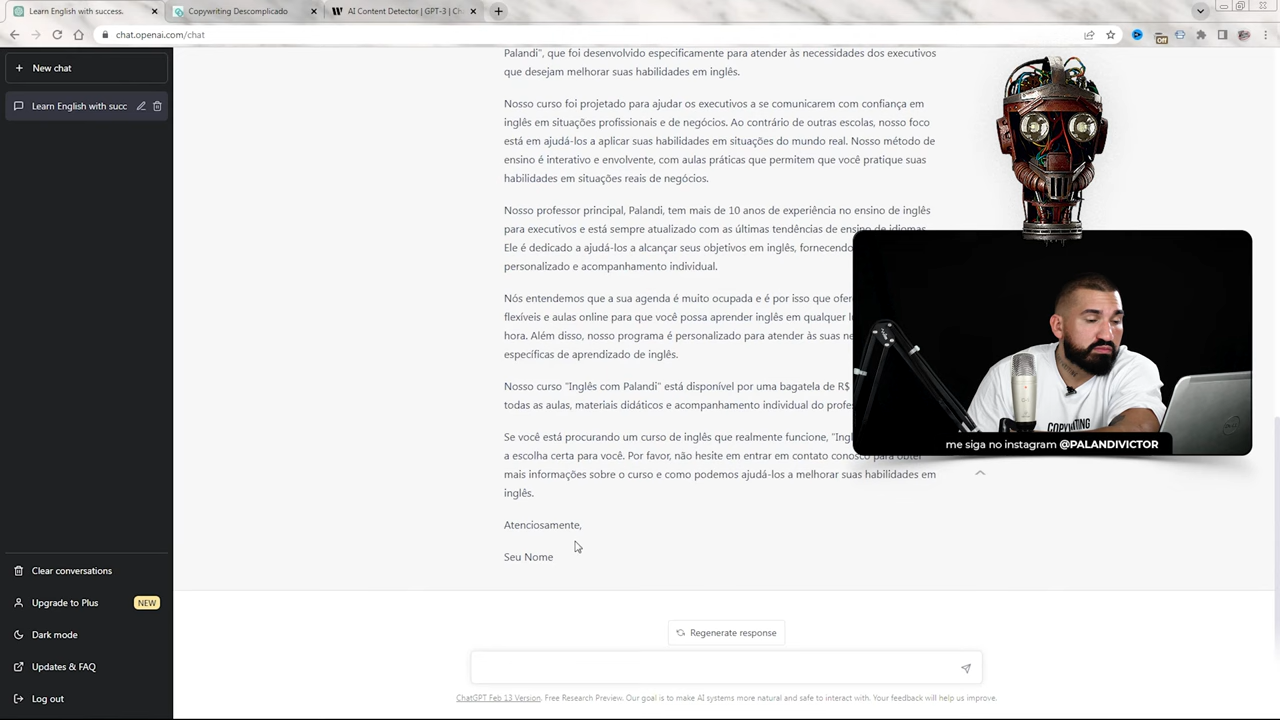 Learn English with success.
Copywriting Descomplicado
AI Content Detector | GPT-3 | C
chat.openai.com/chat
Off
New chat
Learn English with succ
Palandi", que foi desenvolvido especificamente para atender às necessidades dos executivos
que desejam melhorar suas habilidades em inglês.
Nosso curso foi projetado para ajudar os executivos a se comunicarem com confiança em
inglês em situações profissionais e de negócios. Ao contrário de outras escolas, nosso foco
está em ajudá-los a aplicar suas habilidades em situações do mundo real. Nosso método de
ensino é interativo e envolvente, com aulas práticas que permitem que você pratique suas
habilidades em situações reais de negócios.
Nosso professor principal, Palandi, tem mais de 10 anos de experiência no ensino de inglês
para executivos e está sempre atualizado com as últimas tendências de ensino de idiomas.
Ele é dedicado a ajudá-los a alcançar seus objetivos em inglês, fornecendo
personalizado e acompanhamento individual.
Nós entendemos que a sua agenda é muito ocupada e é por isso que
flexíveis e aulas online para que você possa aprender inglês em qualquer
hora. Além disso, nosso programa é personalizado para atender às suas
específicas de aprendizado de inglês.
Nosso curso "Inglês com Palandi" está disponível por uma bagatela de R$
todas as aulas, materiais didáticos e acompanhamento individual do
Se você está procurando um curso de inglês que realmente funcione,
a escolha certa para você. Por favor, não hesite em entrar em contato conosco para obter
mais informações sobre o curso e como podemos ajudá-los a melhorar suas habilidades em
inglês.
Atenciosamente,
Seu Nome
COPYWRITING
me siga no instagram @PALANDIVICTOR
Clear conversations
Upgrade to Plus NEW
Dark mode
Updates & FAQ
Log out
Regenerate response
ChatGPT Feb 13 Version. Free Research Preview. Our goal is to make AI systems more natural and safe to interact with. Your feedback will help us improve.